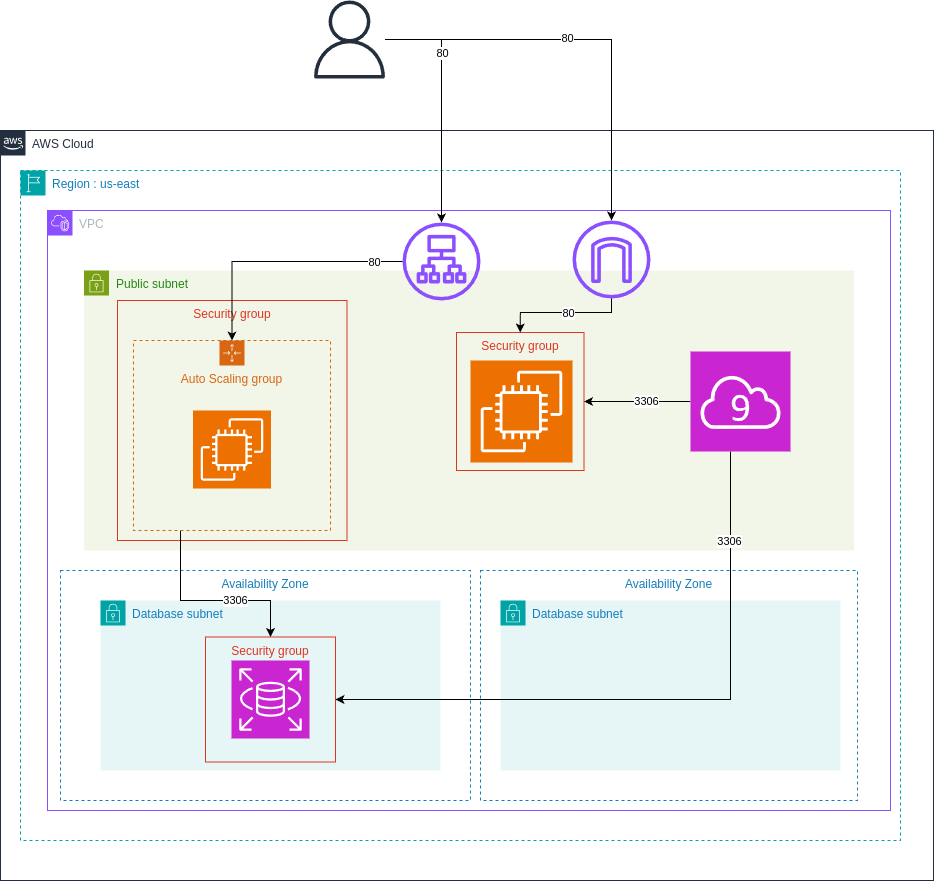 80
80
aws
AWS Cloud
Region : us-east
VPC
80
Public subnet
Security group
80
Security group
Auto Scaling group
3306
9
3306
Availability Zone
Availability Zone
3306
Database subnet
Database subnet
Security group